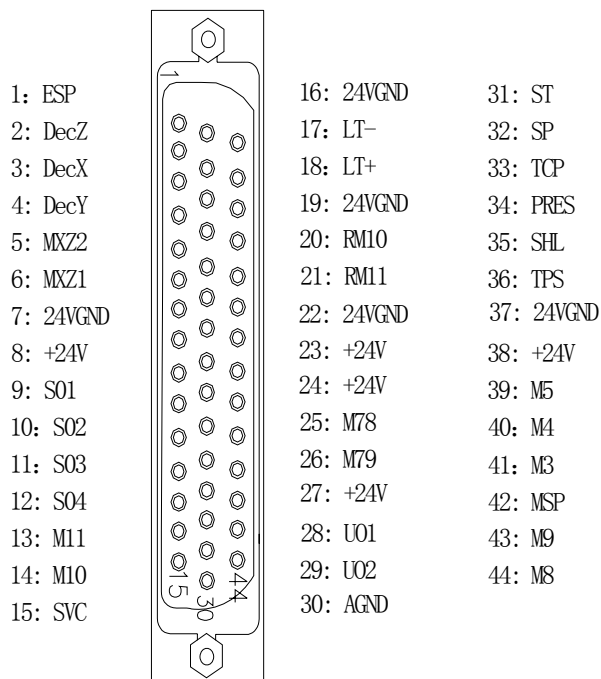 1: ESP
2: DecZ
3: DecX
4: DecY
5: MXZ2
6: MXZ1
7: 24VGND
8: +24V
9: S01
10: S02
11: S03
12: S04
13: M11
14: M10
15: SVC
1
15
30
44
16: 24VGND
17: LT-
18: LT+
19: 24VGND
20: RM10
21: RM11
22: 24VGND
23: +24V
24: +24V
25: M78
26: M79
27: +24V
28: UO1
29: UO2
30: AGND
31: ST
32: SP
33: TCP
34: PRES
35: SHL
36: TPS
37: 24VGND
38: +24V
39: M5
40: M4
41: M3
42: MSP
43: M9
44: M8